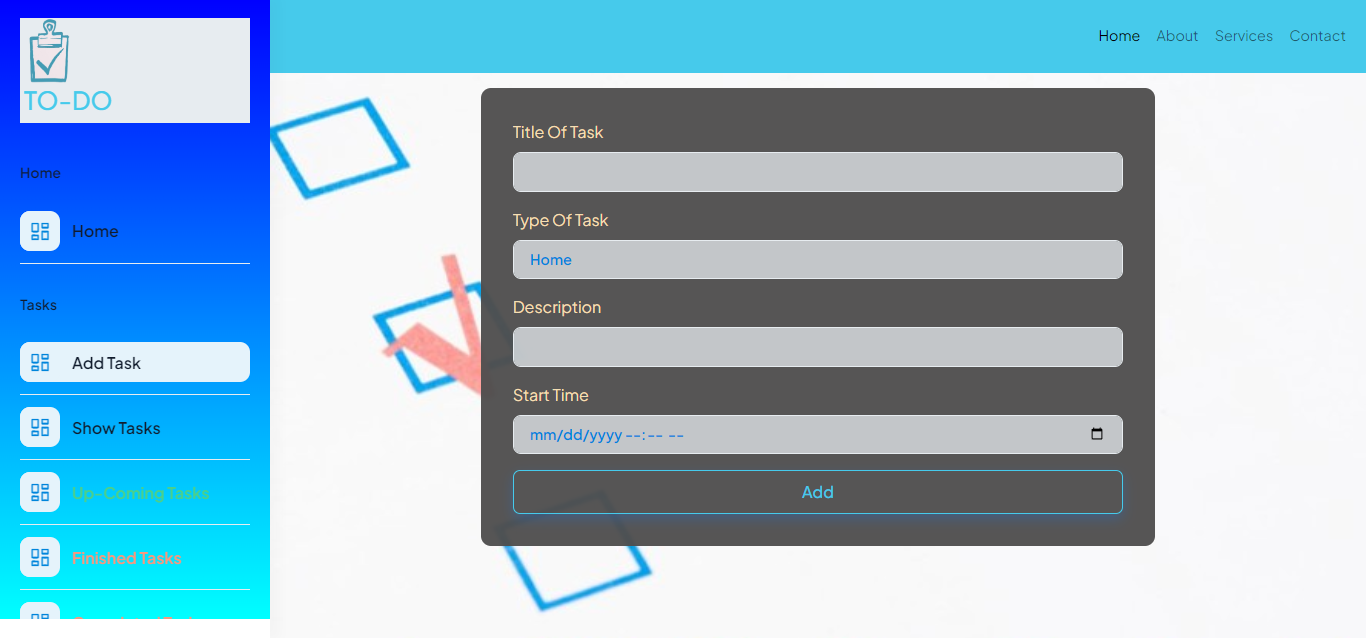 TO-DO
Home
Home
Tasks
Add Task
Show Tasks
Up-Coming Tasks
Finished Tasks
Home About Services Contact
Title Of Task
Type Of Task
Home
Description
Start Time
mm/dd/yyyy --:-- --
Add